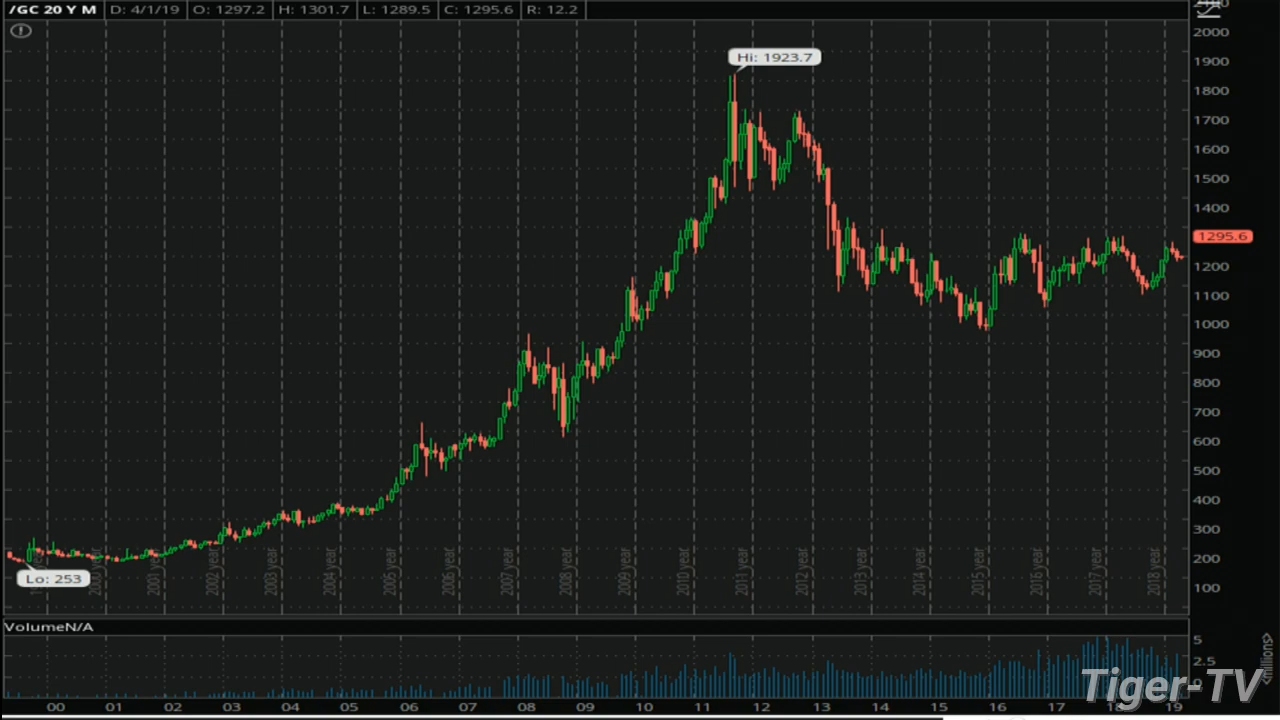 /GC 20 Y M D: 4/1/19 O: 1297.2 H: 1301.7 L: 1289.5 C: 1295.6 R: 12.2
2000
1900
1800
1700
1600
1500
1400
1295.6
1200
1100
1000
900
800
700
600
500
400
300
200
100
Hi: 1923.7
Lo: 253
2001 year
2002 year
2003 year
2004 year
2005 year
2006 year
2007 year
2008 year
2009 year
2010 year
2011 year
2012 year
2013 year
2014 year
2015 year
2016 year
2017 year
2018 year
VolumeN/A
5
2.5
<millions>
Tiger-TV
00 01 02 03 04 05 06 07 08 09 10 11 12 13 14 15 16 17 18 19